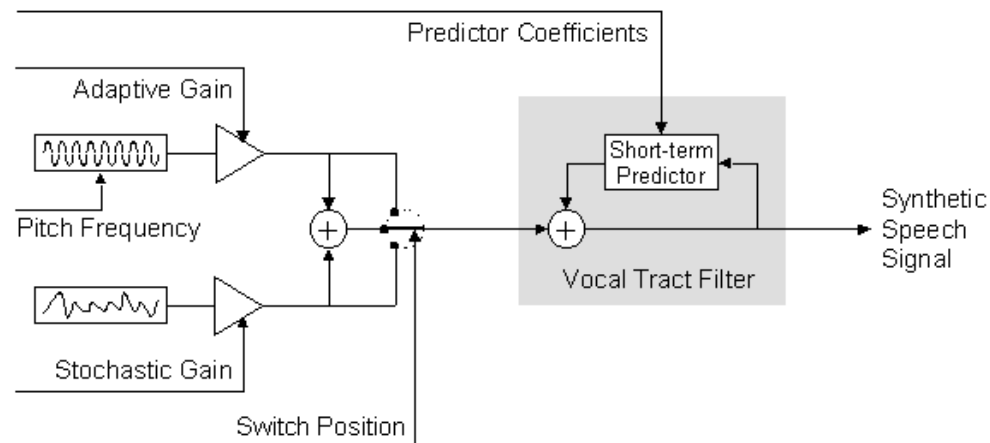 Predictor Coefficients
Adaptive Gain
Short-term
Predictor
Pitch Frequency
Synthetic
Speech
Signal
Vocal Tract Filter
Stochastic Gain
Switch Position